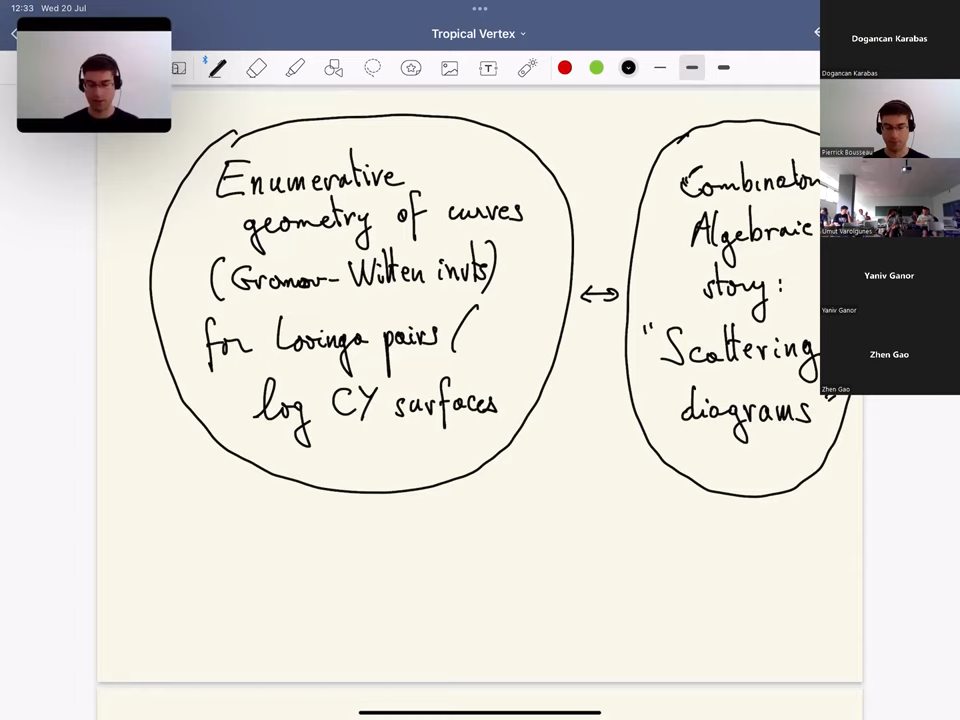 12:33 Wed 20 Jul
Tropical Vertex
Enumerative
geometry of curves
(Gromov-Witten invts)
for Looijenga pairs /
log CY surfaces
"Combinator
Algebraic
story:
"Scattering
diagrams"
Dogancan Karabas
Dogancan Karabas
Pierrick Bousseau
Umut Varolgunes
Yaniv Ganor
Yaniv Ganor
Zhen Gao
Zhen Gao